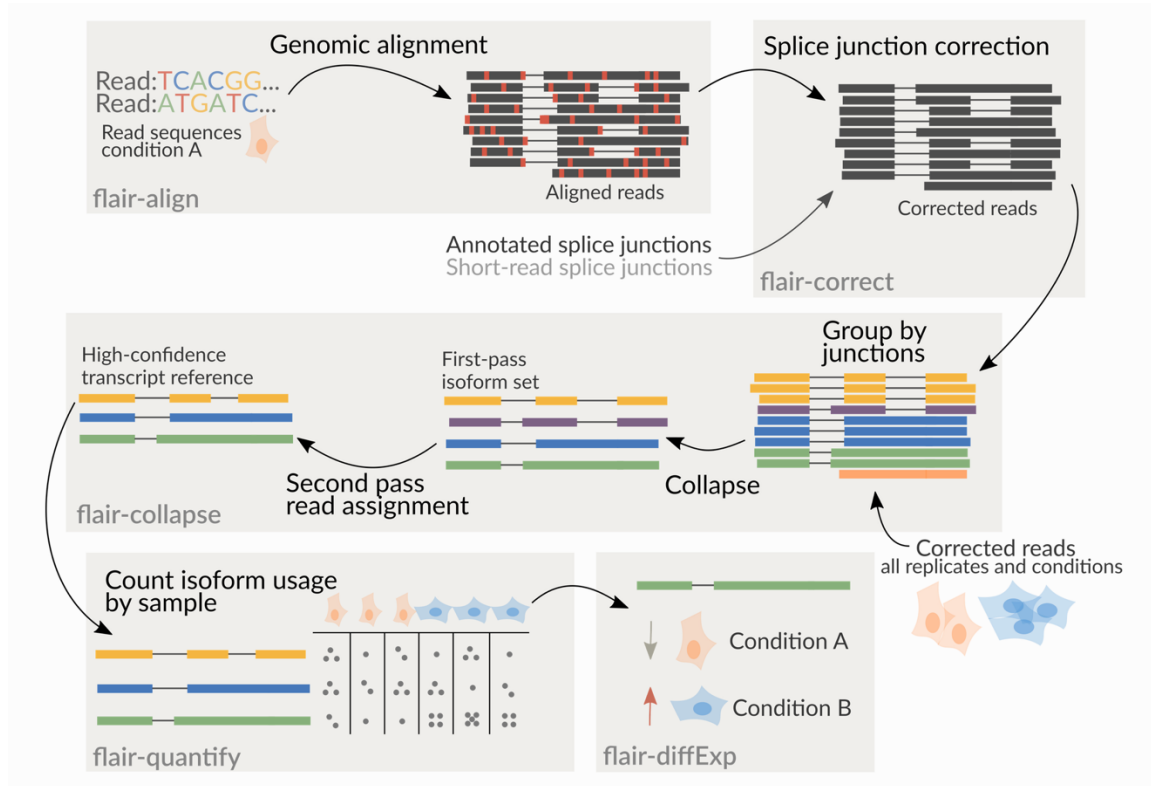 Genomic alignment
Read:TCACGG...
Read:ATGATC...
Read sequences
condition A
Aligned reads
flair-align
Splice junction correction
Corrected reads
Annotated splice junctions
Short-read splice junctions
flair-correct
High-confidence
transcript reference
First-pass
isoform set
Group by
junctions
Collapse
Second pass
read assignment
flair-collapse
Corrected reads
all replicates and conditions
Count isoform usage
by sample
flair-quantify
Condition A
Condition B
flair-diffExp